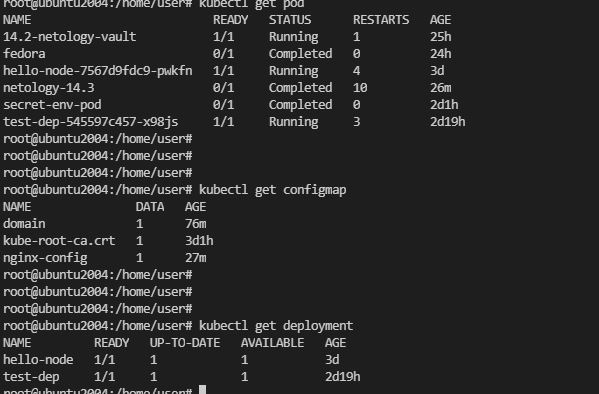 root@ubuntu2004:/home/user# kubectl get pod
NAME READY STATUS RESTARTS AGE
14.2-netology-vault 1/1 Running 1 25h
fedora 0/1 Completed 0 24h
hello-node-7567d9fdc9-pwkfn 1/1 Running 4 3d
netology-14.3 0/1 Completed 10 26m
secret-env-pod 0/1 Completed 0 2d1h
test-dep-545597c457-x98js 1/1 Running 3 2d19h
root@ubuntu2004:/home/user#
root@ubuntu2004:/home/user#
root@ubuntu2004:/home/user#
root@ubuntu2004:/home/user# kubectl get configmap
NAME DATA AGE
domain 1 76m
kube-root-ca.crt 1 3d1h
nginx-config 1 27m
root@ubuntu2004:/home/user#
root@ubuntu2004:/home/user#
root@ubuntu2004:/home/user#
root@ubuntu2004:/home/user# kubectl get deployment
NAME READY UP-TO-DATE AVAILABLE AGE
hello-node 1/1 1 1 3d
test-dep 1/1 1 1 2d19h
root@ubuntu2004:/home/user#